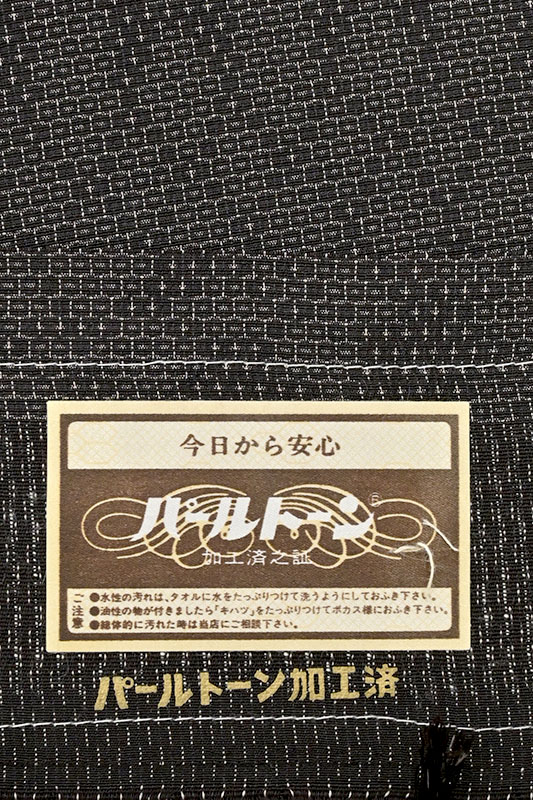 今日から安心
パールトーン®
加工済之証
ご注意
●水性の汚れは、タオルに水をたっぷりつけて洗うようにしておふき下さい。
●油性の物が付きましたら「キハツ」をたっぷりつけてボカス様におふき下さい。
●総体的に汚れた時は当店にご相談下さい。
パールトーン加工済